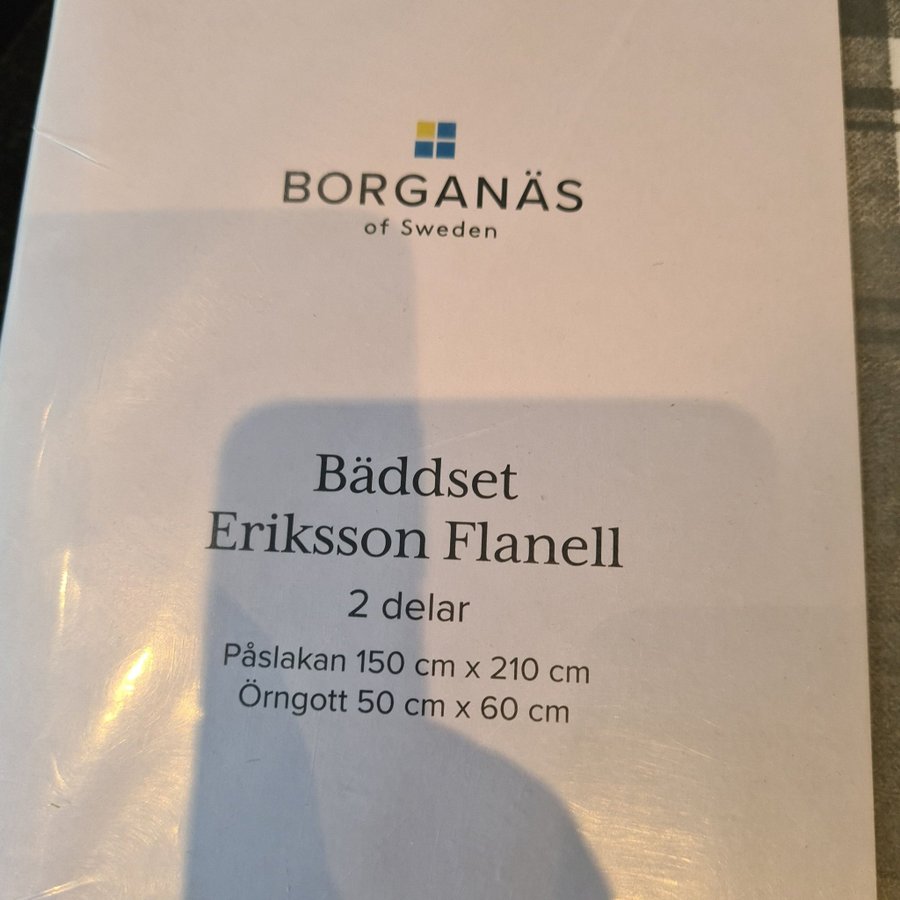 BORGANÄS
of Sweden
Bäddset
Eriksson Flanell
2 delar
Påslakan 150 cm x 210 cm
Örngott 50 cm x 60 cm